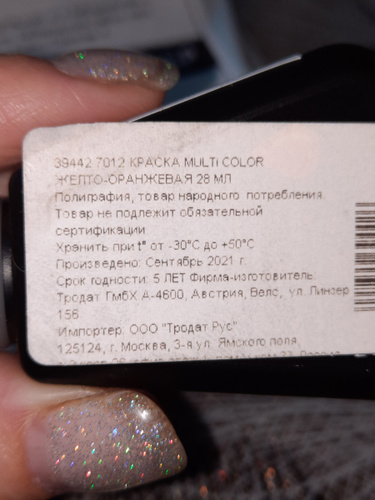 39442 7012 КРАСКА MULTI COLOR
ЖЕЛТО-ОРАНЖЕВАЯ 28 МЛ
Полиграфия, товар народного потребления.
Товар не подлежит обязательной
сертификации
Хранить при t° от -30°С до +50°С
Произведено: Сентябрь 2021 г.
Срок годности: 5 ЛЕТ Фирма-изготовитель:
Тродат ГмбХ А-4600, Австрия, Велс, ул. Линзер
156.
Импортер: ООО "Тродат Рус"
125124, г. Москва, 3-я ул. Ямского поля,